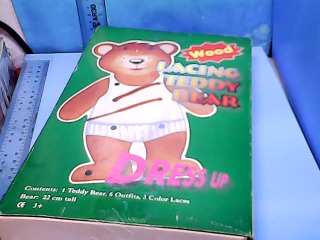 Wood
LACING
TEDDY
BEAR
DRESS UP
Contents: 1 Teddy Bear, 6 Outfits, 3 Color Laces
Bear: 22 cm tall
CE 3+